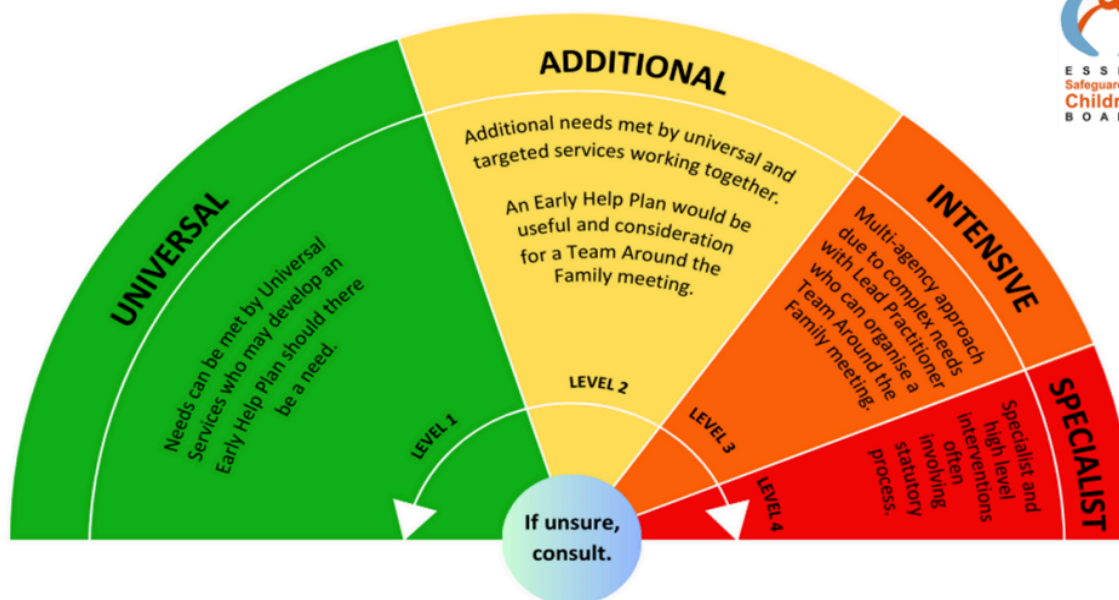 UNIVERSAL
Needs can be met by Universal
Services who may develop an
Early Help Plan should there
be a need.
LEVEL 1
ADDITIONAL
Additional needs met by universal and
targeted services working together.
An Early Help Plan would be
useful and consideration
for a Team Around the
Family meeting.
LEVEL 2
INTENSIVE
Multi-agency approach
due to complex needs
with Lead Practitioner
who can organise a
Team Around the
Family meeting.
LEVEL 3
SPECIALIST
Specialist and
high level
interventions
often
involving
statutory
process.
LEVEL 4
If unsure,
consult.